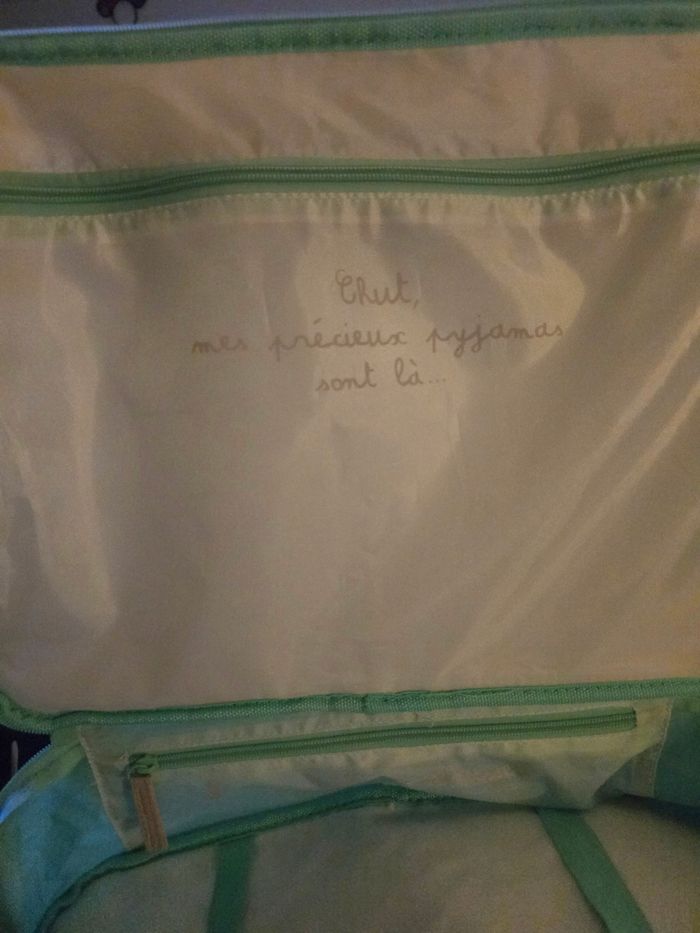 Chut,
mes précieux pyjamas
sont là...